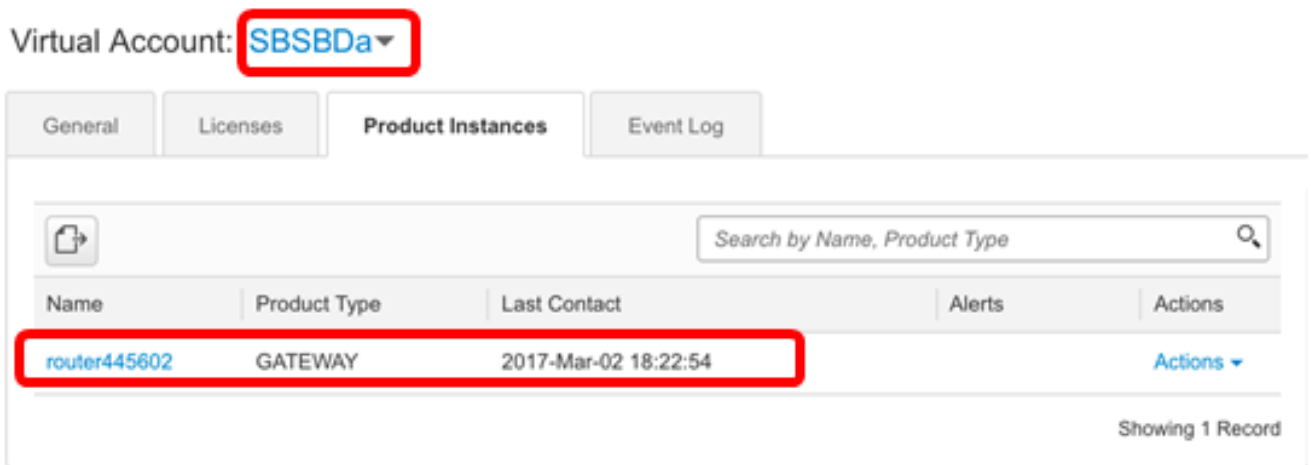 Virtual Account: SBSBDa
General Licenses Product Instances Event Log
Search by Name, Product Type
Name Product Type Last Contact Alerts Actions
router445602 GATEWAY 2017-Mar-02 18:22:54 Actions
Showing 1 Record